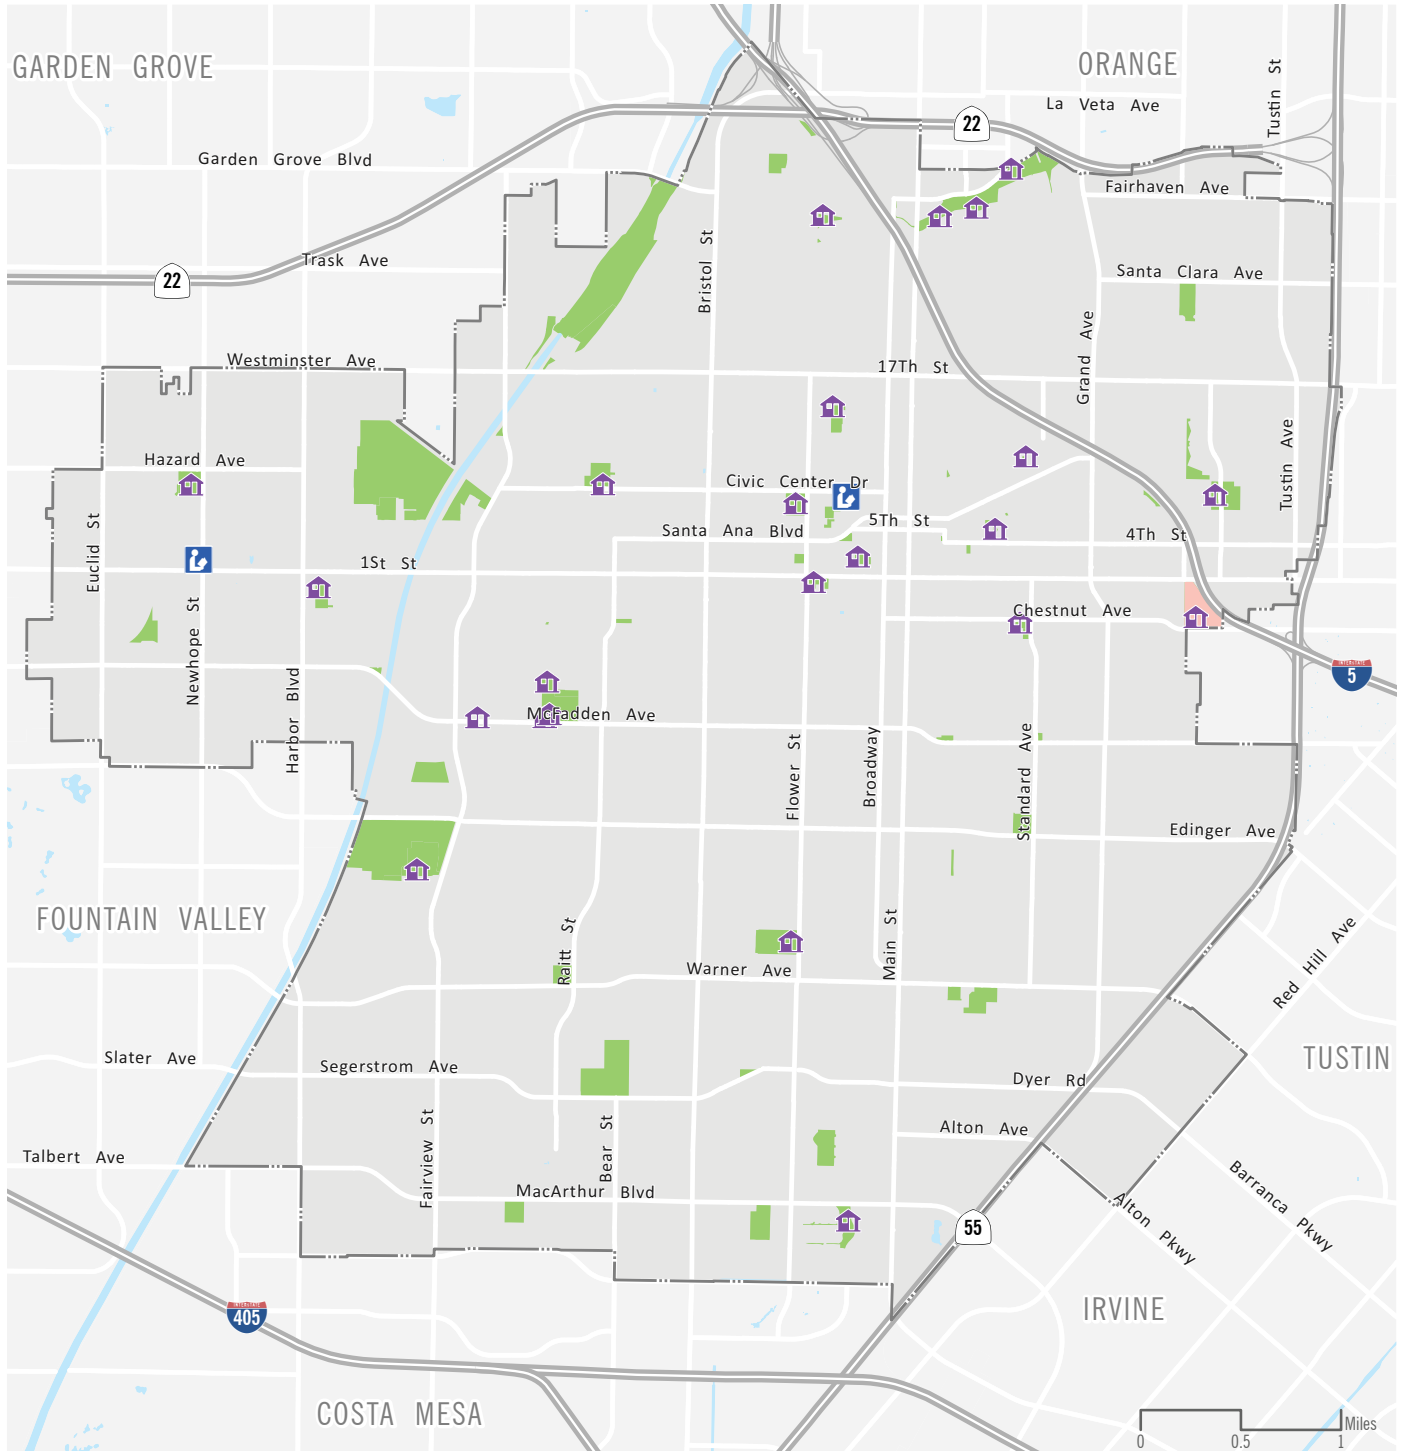 GARDEN GROVE
ORANGE
Tustin St
La Veta Ave
22
Garden Grove Blvd
Fairhaven Ave
Bristol St
Trask Ave
22
Santa Clara Ave
Grand Ave
Westminster Ave
17Th St
Tustin Ave
Hazard Ave
Civic Center Dr
Euclid St
Santa Ana Blvd
5Th St
4Th St
1St St
Newhope St
Chestnut Ave
Harbor Blvd
INTERSTATE
5
McFadden Ave
Flower St
Broadway
Standard Ave
Edinger Ave
FOUNTAIN VALLEY
Raitt St
Main St
Warner Ave
Red Hill Ave
Slater Ave
Segerstrom Ave
Dyer Rd
TUSTIN
Fairview St
Bear St
Alton Ave
Talbert Ave
MacArthur Blvd
Barranca Pkwy
Alton Pkwy
55
INTERSTATE
405
IRVINE
COSTA MESA
Miles
0 0.5 1